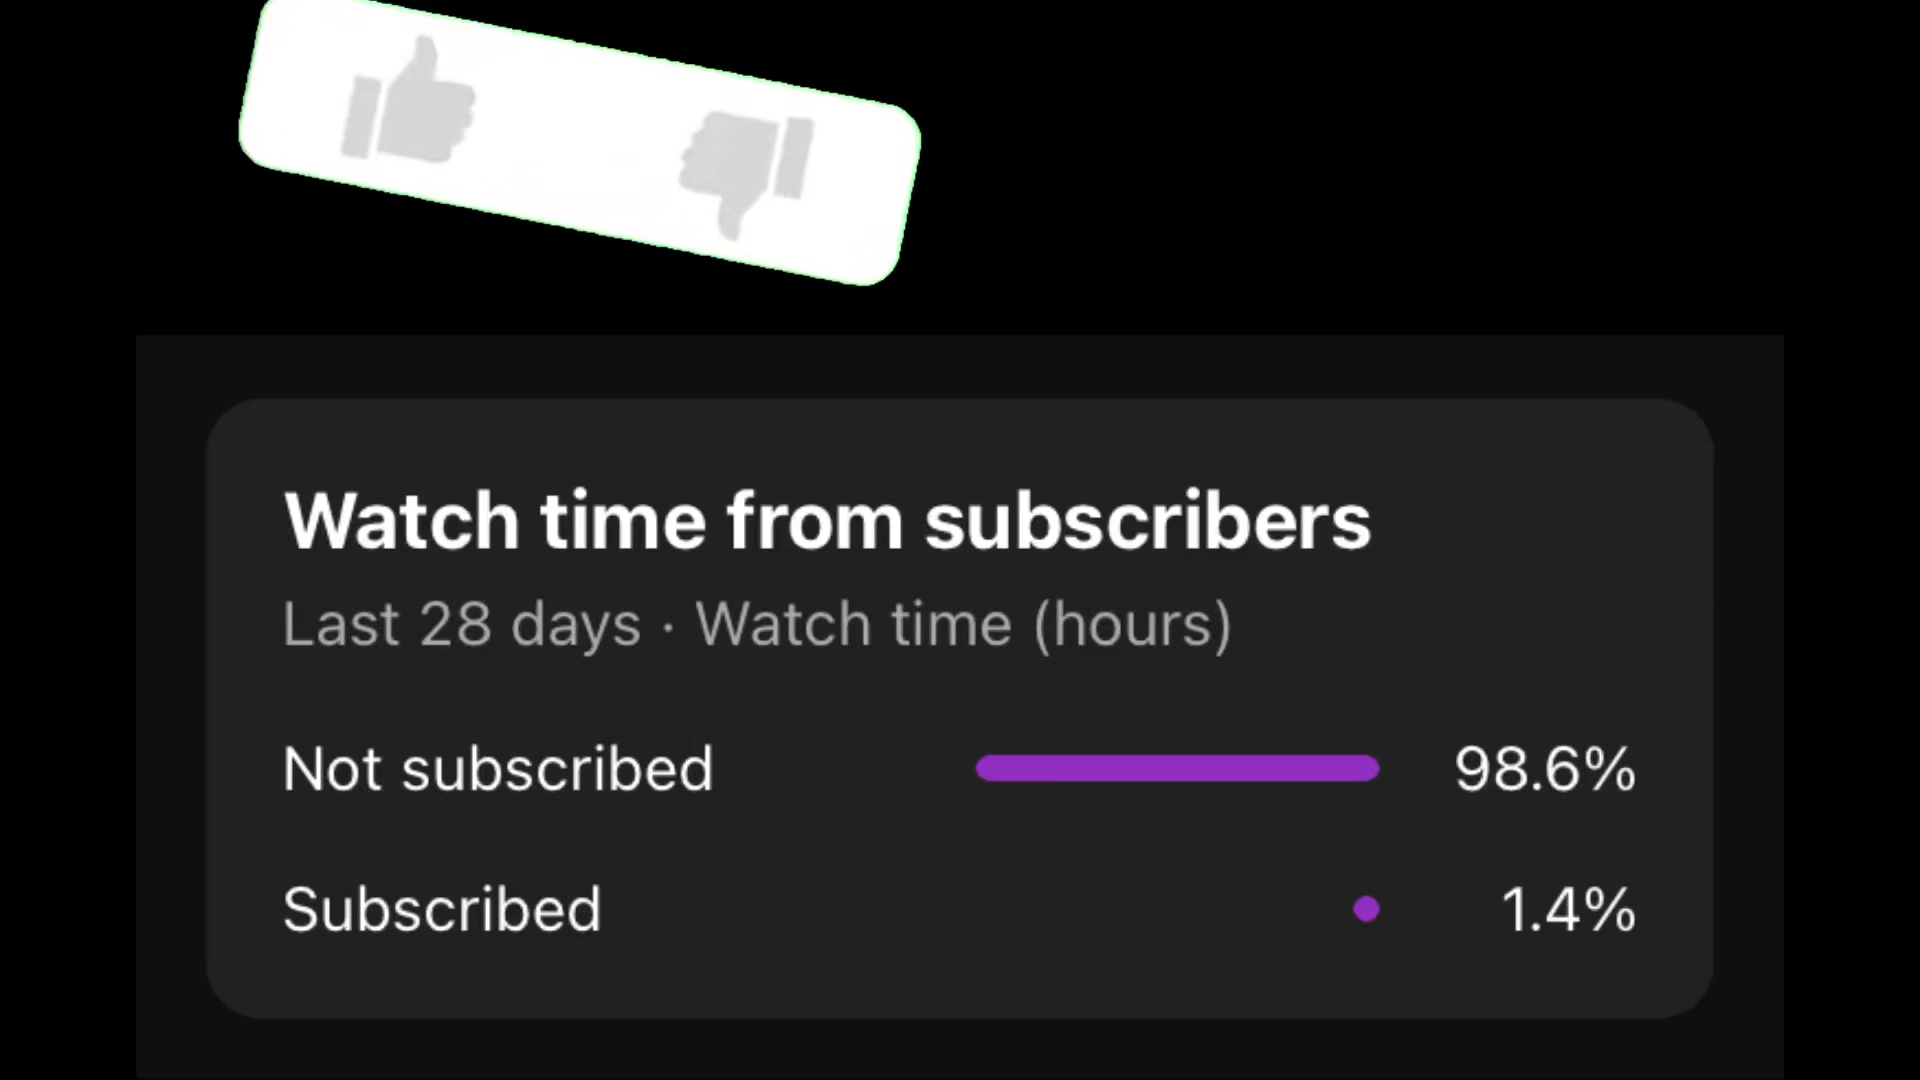 Watch time from subscribers
Last 28 days · Watch time (hours)
Not subscribed 98.6%
Subscribed 1.4%